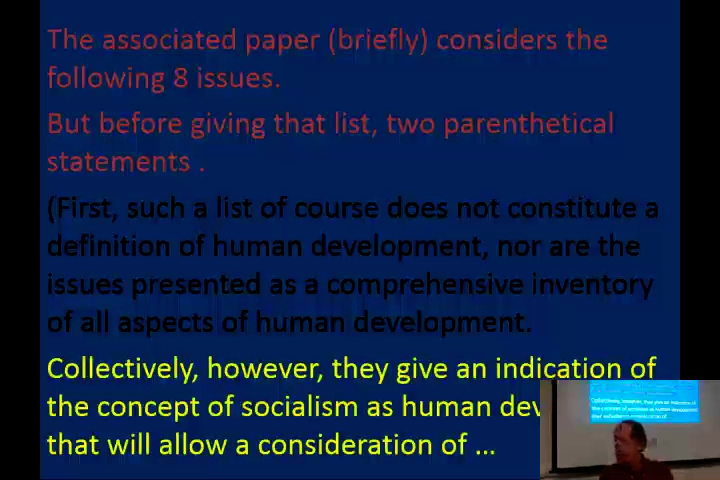 The associated paper (briefly) considers the
following 8 issues.
But before giving that list, two parenthetical
statements .
(First, such a list of course does not constitute a
definition of human development, nor are the
issues presented as a comprehensive inventory
of all aspects of human development.
Collectively, however, they give an indication of
the concept of socialism as human dev
that will allow a consideration of ...